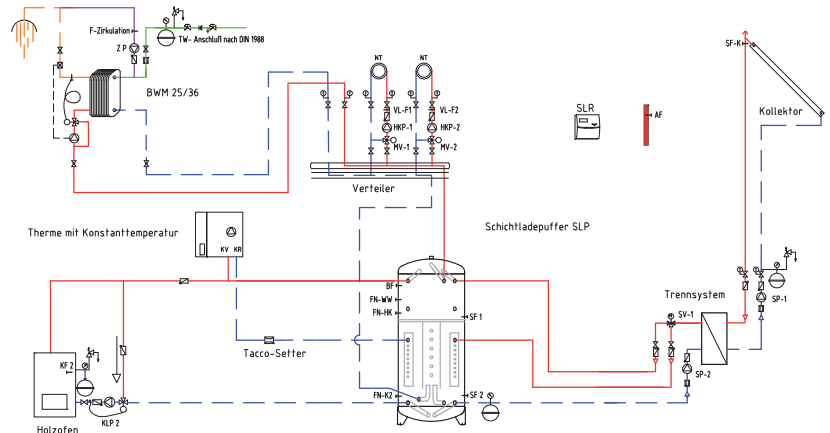 F-Zirkulation
Z P
TW- Anschluß nach DIN 1988
BWM 25/36
NT
NT
VL-F1
VL-F2
HKP-1
HKP-2
MV-1
MV-2
Verteiler
SLR
AF
SF-K
Kollektor
Therme mit Konstanttemperatur
KV KR
Schichtladepuffer SLP
BF
FN-WW
FN-HK
SF 1
Tacco-Setter
Trennsystem
SV-1
SP-1
SP-2
KF 2
FN-K2
SF 2
KLP 2
Holzofen